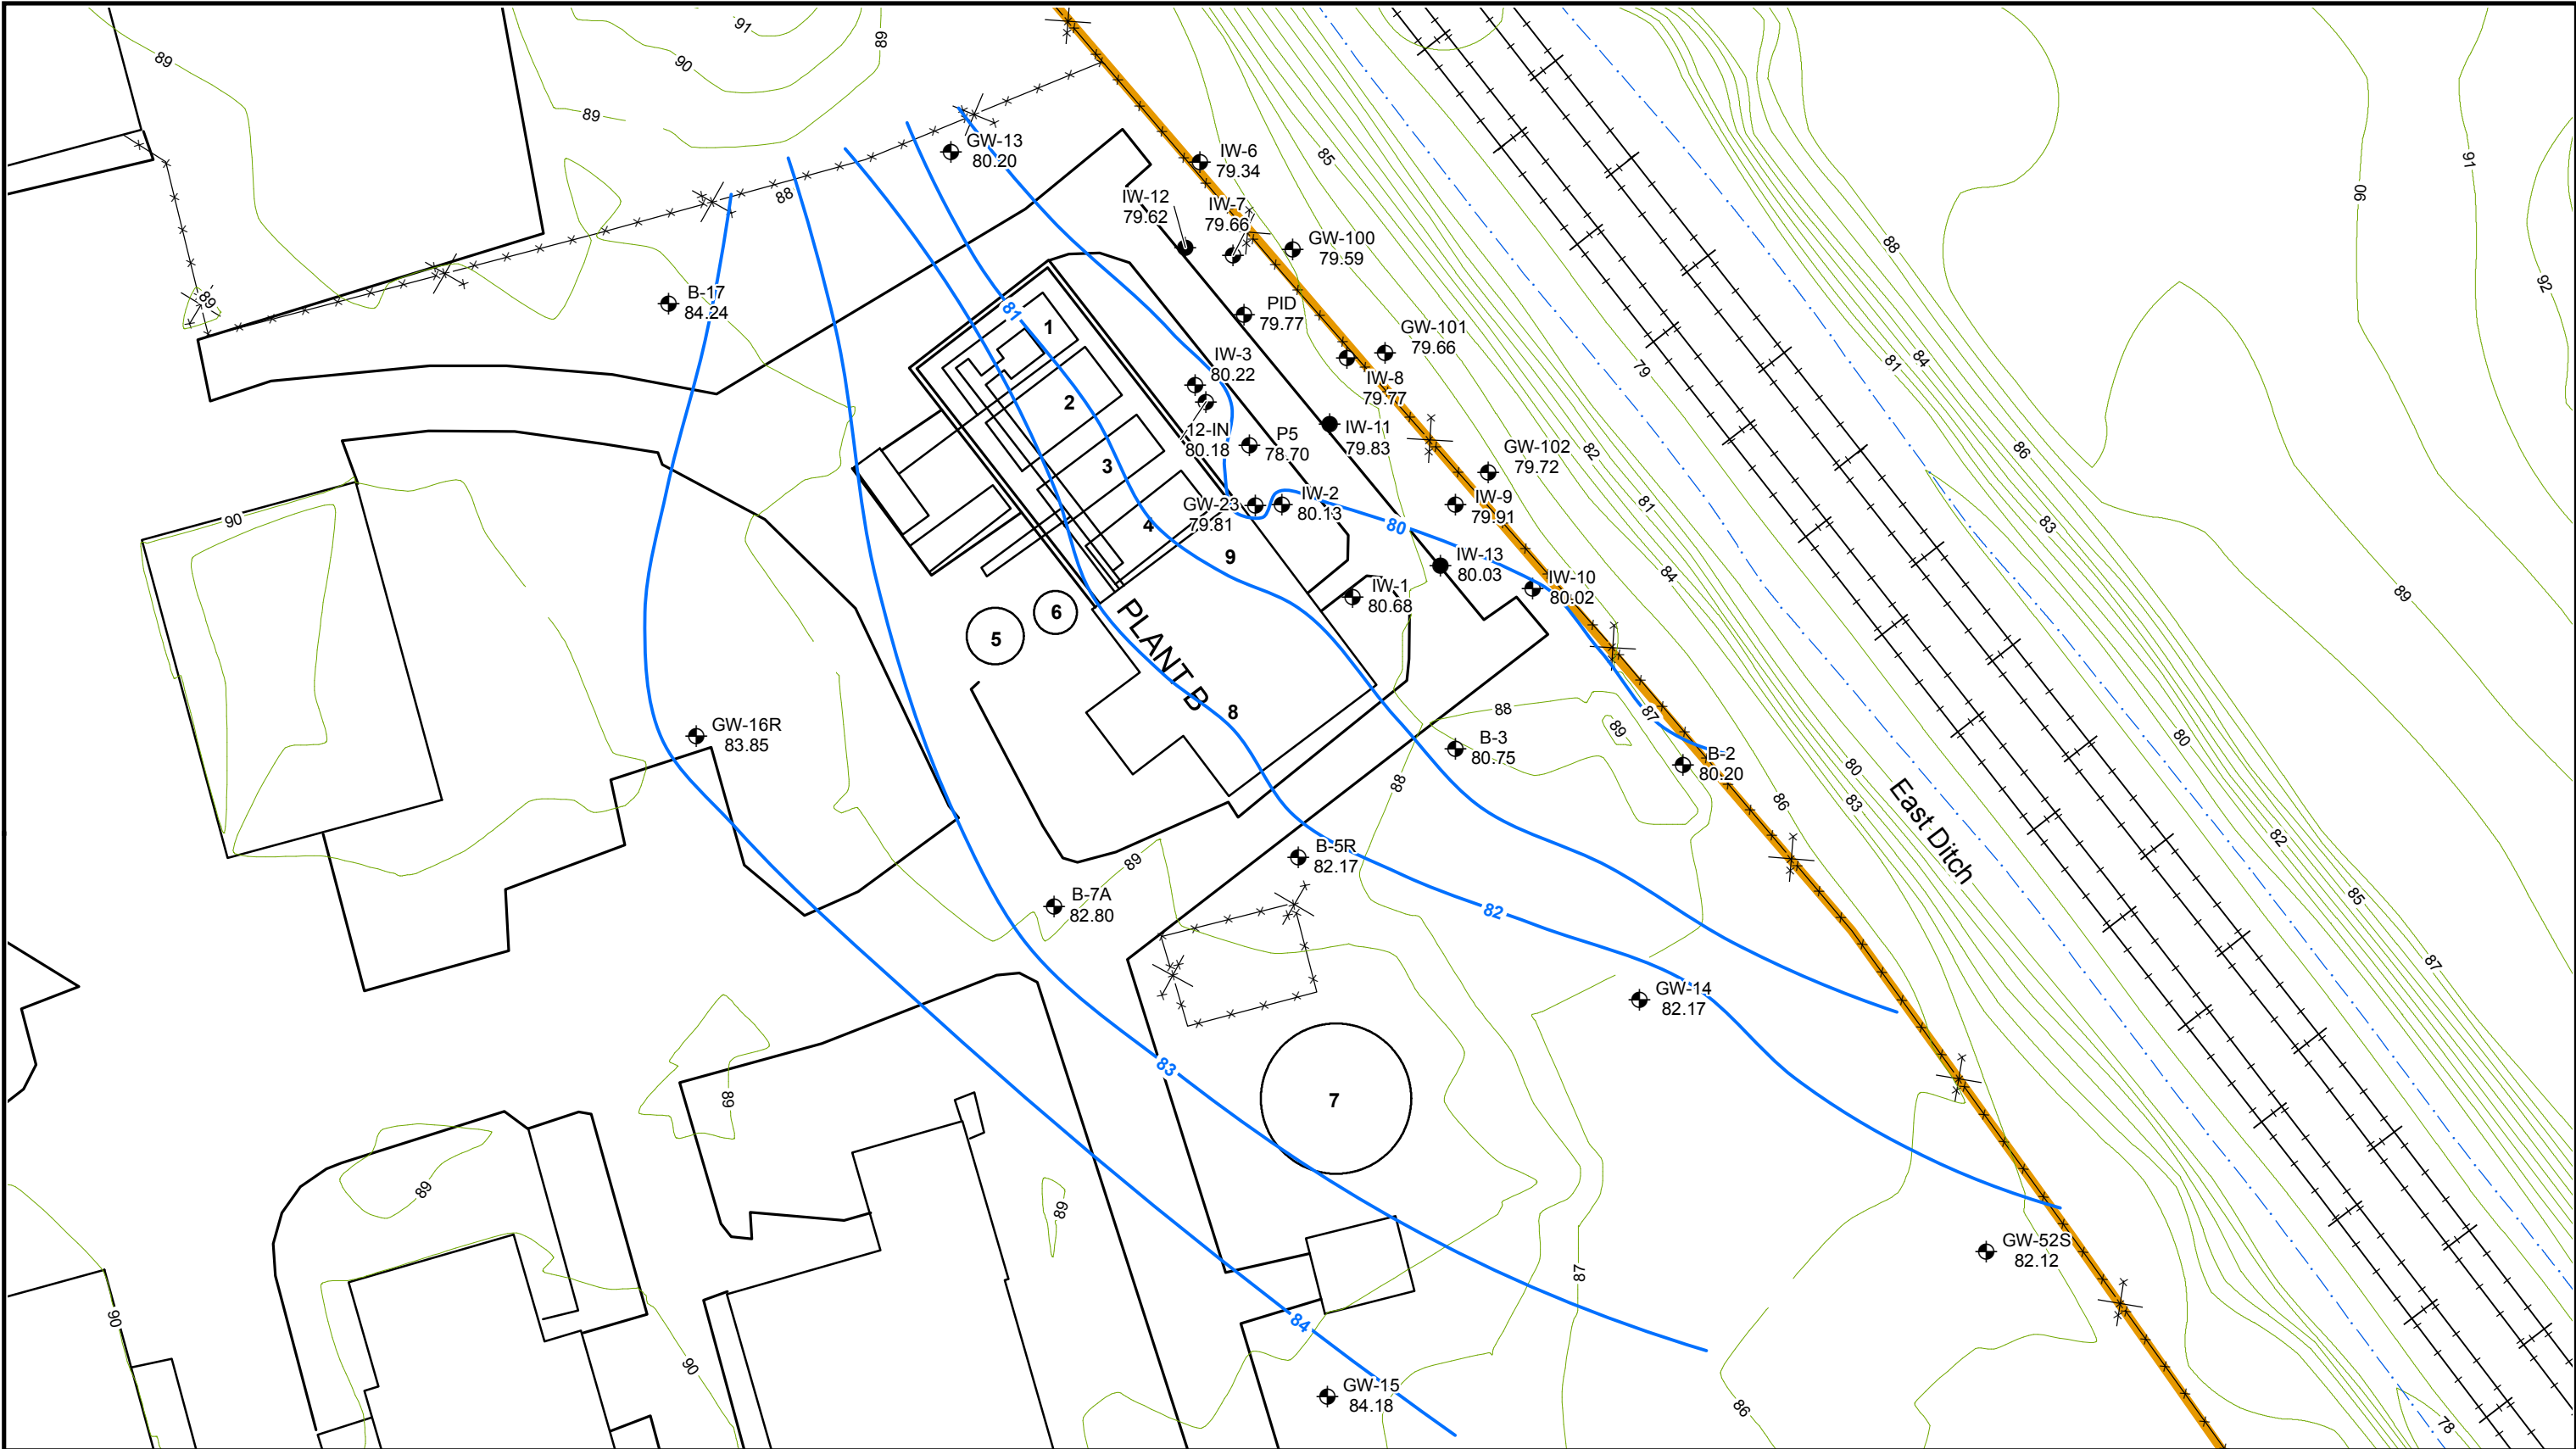 91
89
90
89
89
88
GW-13
80.20
IW-6
79.34
85
IW-12
79.62
IW-7
79.66
GW-100
79.59
88
90
91
92
B-17
84.24
89
81
1
PID
79.77
GW-101
79.66
IW-3
80.22
IW-8
79.77
79
81
84
2
12-IN
80.18
P5
78.70
IW-11
79.83
GW-102
79.72
82
86
3
90
GW-23
79.81
IW-2
80.13
IW-9
79.91
81
83
4
80
9
IW-13
80.03
IW-10
80.02
84
IW-1
80.68
89
5
6
PLANT B
8
88
87
89
GW-16R
83.85
B-3
80.75
B-2
80.20
80
88
80
83
86
82
East Ditch
B-5R
82.17
89
B-7A
82.80
82
85
87
GW-14
82.17
83
7
89
89
89
87
GW-52S
82.12
84
90
90
GW-15
84.18
86
78